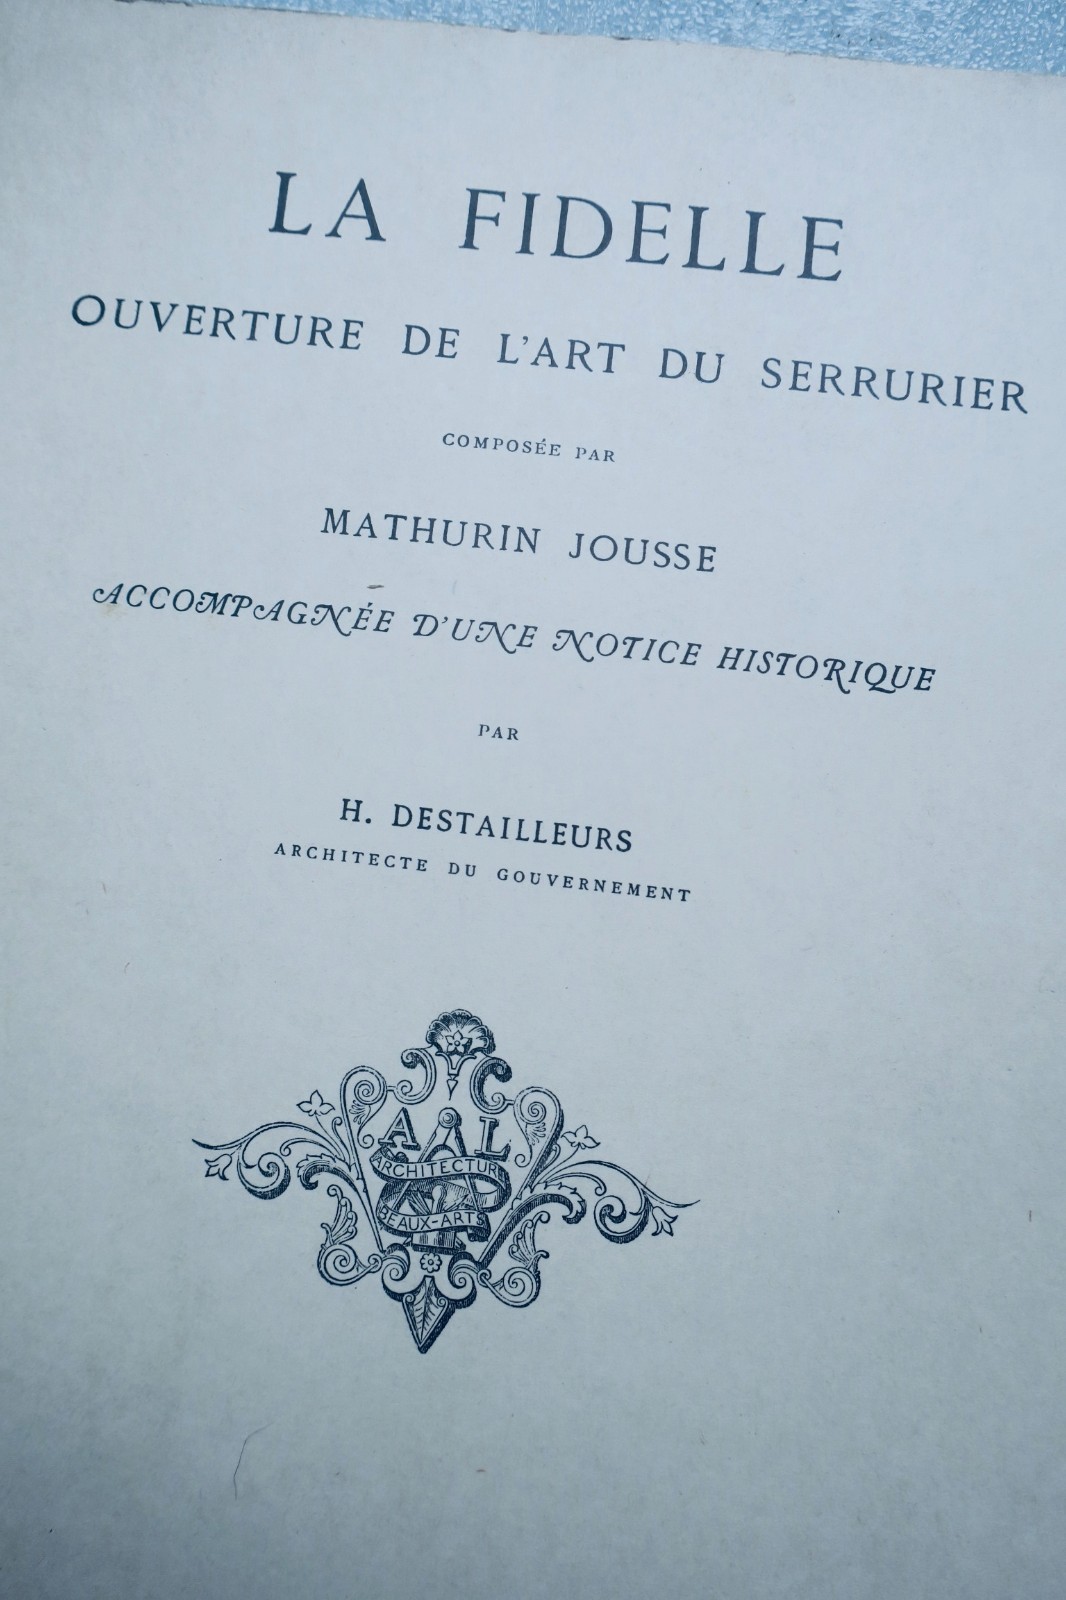 LA FIDELLE
OUVERTURE DE L'ART DU SERRURIER
COMPOSÉE PAR
MATHURIN JOUSSE
ACCOMPAGNÉE D'UNE NOTICE HISTORIQUE
PAR
H. DESTAILLEURS
ARCHITECTE DU GOUVERNEMENT
A L
ARCHITECTURE
BEAUX-ARTS